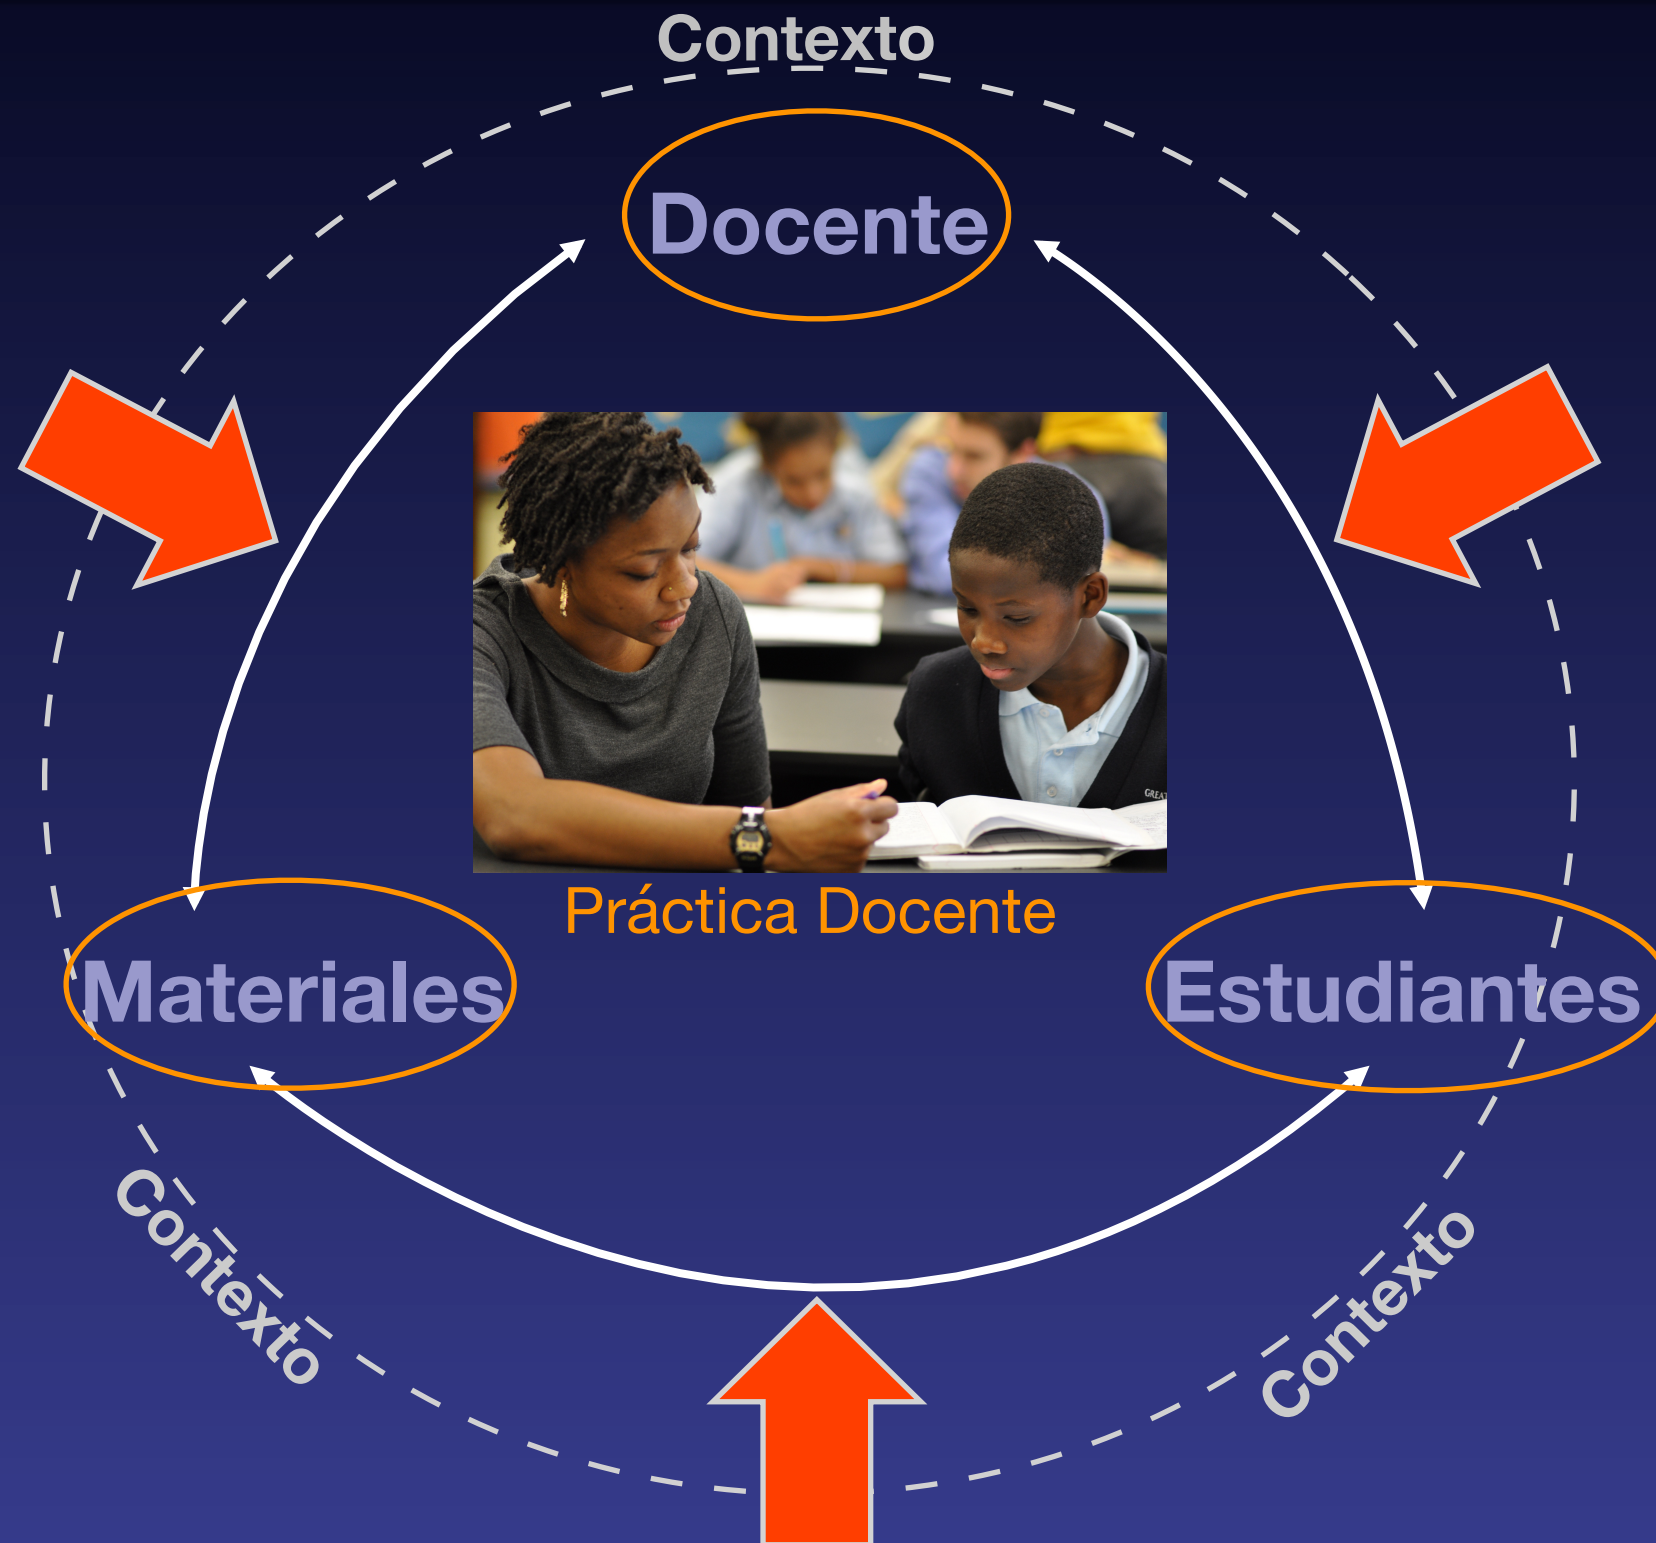 Contexto
Docente
Práctica Docente
Materiales
Estudiantes
Contexto
Contexto